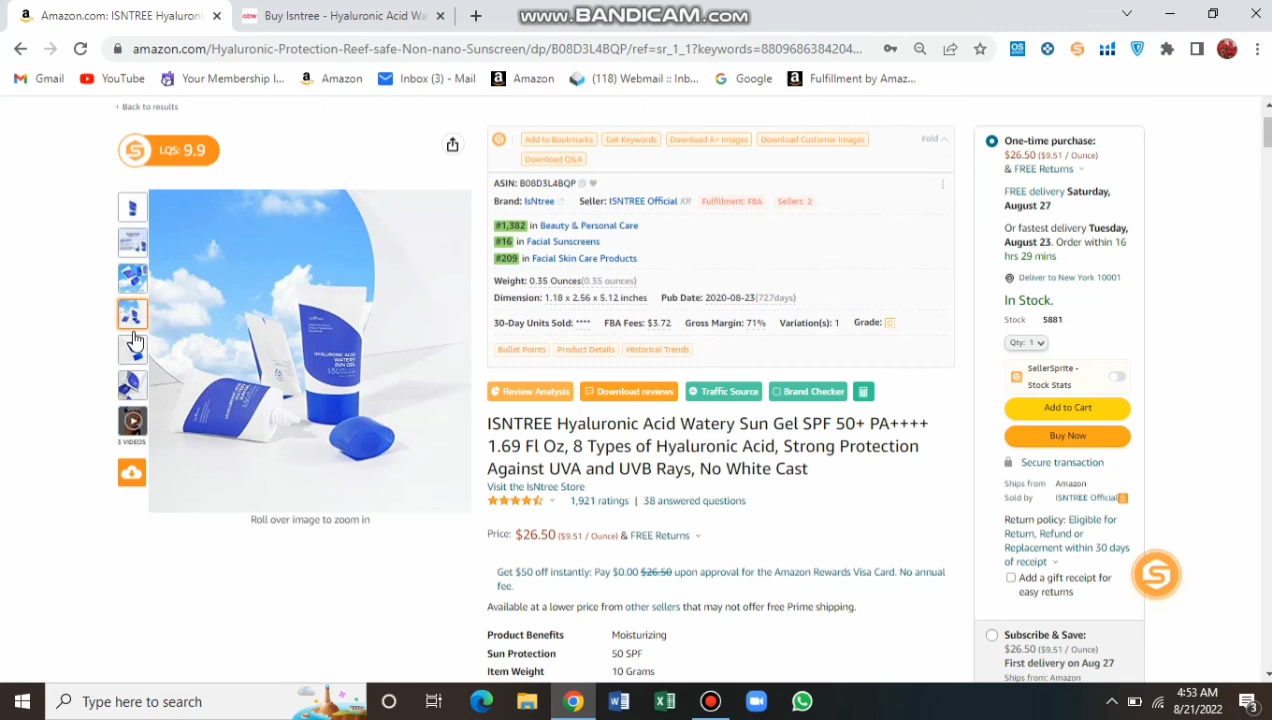 Amazon.com: ISNTREE Hyaluron
Buy Isntree - Hyaluronic Acid Wa
www.BANDICAM.com
amazon.com/Hyaluronic-Protection-Reef-safe-Non-nano-Sunscreen/dp/B08D3L4BQP/ref=sr_1_1?keywords=8809686384204...
Gmail
YouTube
Your Membership I...
Amazon
Inbox (3) - Mail
Amazon
(118) Webmail :: Inb...
Google
Fulfillment by Amaz...
‹ Back to results
LQS: 9.9
3 VIDEOS
HYALURONIC ACID
WATERY
SUN GEL
Roll over image to zoom in
Add to Bookmarks
Get Keywords
Download A+ Images
Download Customer Images
Fold
Download Q&A
ASIN: B08D3L4BQP
Brand: IsNtree
Seller: ISNTREE Official KR
Fulfillment: FBA
Sellers: 2
#1,382 in Beauty & Personal Care
#16 in Facial Sunscreens
#209 in Facial Skin Care Products
Weight: 0.35 Ounces(0.35 ounces)
Dimension: 1.18 x 2.56 x 5.12 inches
Pub Date: 2020-08-23(727days)
30-Day Units Sold: ****
FBA Fees: $3.72
Gross Margin: 71%
Variation(s): 1
Grade: C
Bullet Points
Product Details
Historical Trends
Review Analysis
Download reviews
Traffic Source
Brand Checker
ISNTREE Hyaluronic Acid Watery Sun Gel SPF 50+ PA++++
1.69 Fl Oz, 8 Types of Hyaluronic Acid, Strong Protection
Against UVA and UVB Rays, No White Cast
Visit the IsNtree Store
1,921 ratings | 38 answered questions
Price: $26.50 ($9.51 / Ounce) & FREE Returns
Get $50 off instantly: Pay $0.00 $26.50 upon approval for the Amazon Rewards Visa Card. No annual
fee.
Available at a lower price from other sellers that may not offer free Prime shipping.
Product Benefits Moisturizing
Sun Protection 50 SPF
Item Weight 10 Grams
One-time purchase:
$26.50 ($9.51 / Ounce)
& FREE Returns
FREE delivery Saturday,
August 27
Or fastest delivery Tuesday,
August 23. Order within 16
hrs 29 mins
Deliver to New York 10001
In Stock.
Stock 5881
Qty: 1
SellerSprite -
Stock Stats
Add to Cart
Buy Now
Secure transaction
Ships from Amazon
Sold by ISNTREE Official
Return policy: Eligible for
Return, Refund or
Replacement within 30 days
of receipt
Add a gift receipt for
easy returns
Subscribe & Save:
$26.50 ($9.51 / Ounce)
First delivery on Aug 27
Ships from: Amazon
Type here to search
4:53 AM
8/21/2022
3